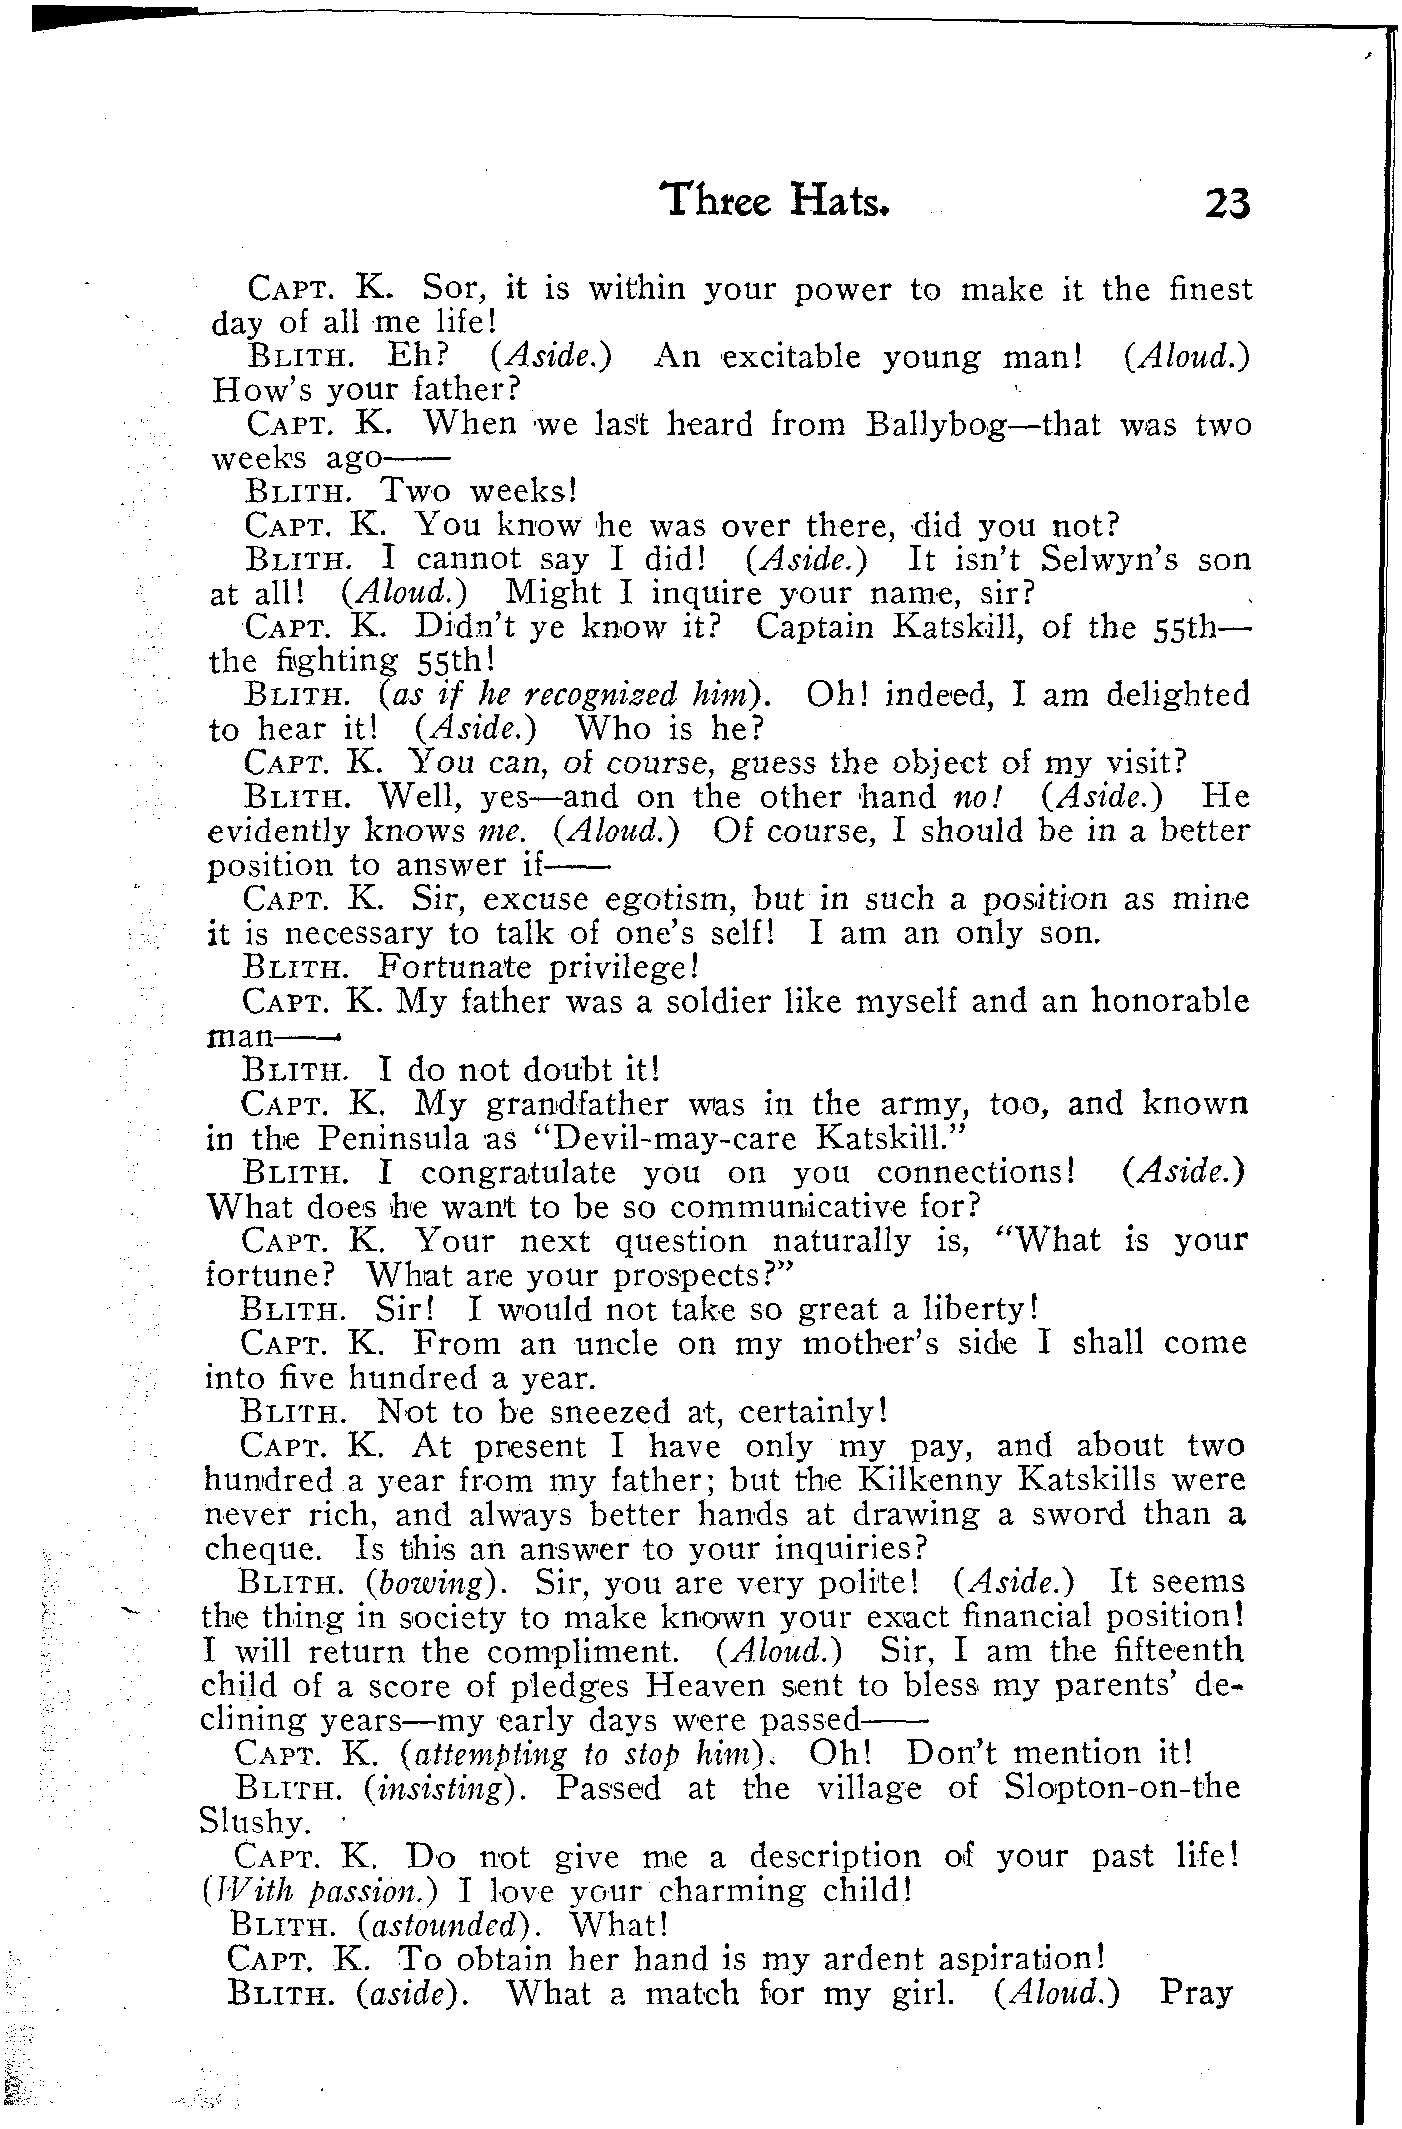 Three Hats. 23
CAPT. K. Sor, it is within your power to make it the finest
day of all me life!
BLITH. Eh? (Aside.) An excitable young man! (Aloud.)
How's your father?
CAPT. K. When we last heard from Ballybog—that was two
weeks ago——
BLITH. Two weeks!
CAPT. K. You know he was over there, did you not?
BLITH. I cannot say I did! (Aside.) It isn't Selwyn's son
at all! (Aloud.) Might I inquire your name, sir?
CAPT. K. Didn't ye know it? Captain Katskill, of the 55th—
the fighting 55th!
BLITH. (as if he recognized him). Oh! indeed, I am delighted
to hear it! (Aside.) Who is he?
CAPT. K. You can, of course, guess the object of my visit?
BLITH. Well, yes—and on the other hand no! (Aside.) He
evidently knows me. (Aloud.) Of course, I should be in a better
position to answer if——
CAPT. K. Sir, excuse egotism, but in such a position as mine
it is necessary to talk of one's self! I am an only son.
BLITH. Fortunate privilege!
CAPT. K. My father was a soldier like myself and an honorable
man——
BLITH. I do not doubt it!
CAPT. K. My grandfather was in the army, too, and known
in the Peninsula as "Devil-may-care Katskill."
BLITH. I congratulate you on you connections! (Aside.)
What does he want to be so communicative for?
CAPT. K. Your next question naturally is, "What is your
fortune? What are your prospects?"
BLITH. Sir! I would not take so great a liberty!
CAPT. K. From an uncle on my mother's side I shall come
into five hundred a year.
BLITH. Not to be sneezed at, certainly!
CAPT. K. At present I have only my pay, and about two
hundred a year from my father; but the Kilkenny Katskills were
never rich, and always better hands at drawing a sword than a
cheque. Is this an answer to your inquiries?
BLITH. (bowing). Sir, you are very polite! (Aside.) It seems
the thing in society to make known your exact financial position!
I will return the compliment. (Aloud.) Sir, I am the fifteenth
child of a score of pledges Heaven sent to bless my parents' de-
clining years—my early days were passed——
CAPT. K. (attempting to stop him). Oh! Don't mention it!
BLITH. (insisting). Passed at the village of Slopton-on-the
Slushy.
CAPT. K. Do not give me a description of your past life!
(With passion.) I love your charming child!
BLITH. (astounded). What!
CAPT. K. To obtain her hand is my ardent aspiration!
BLITH. (aside). What a match for my girl. (Aloud.) Pray